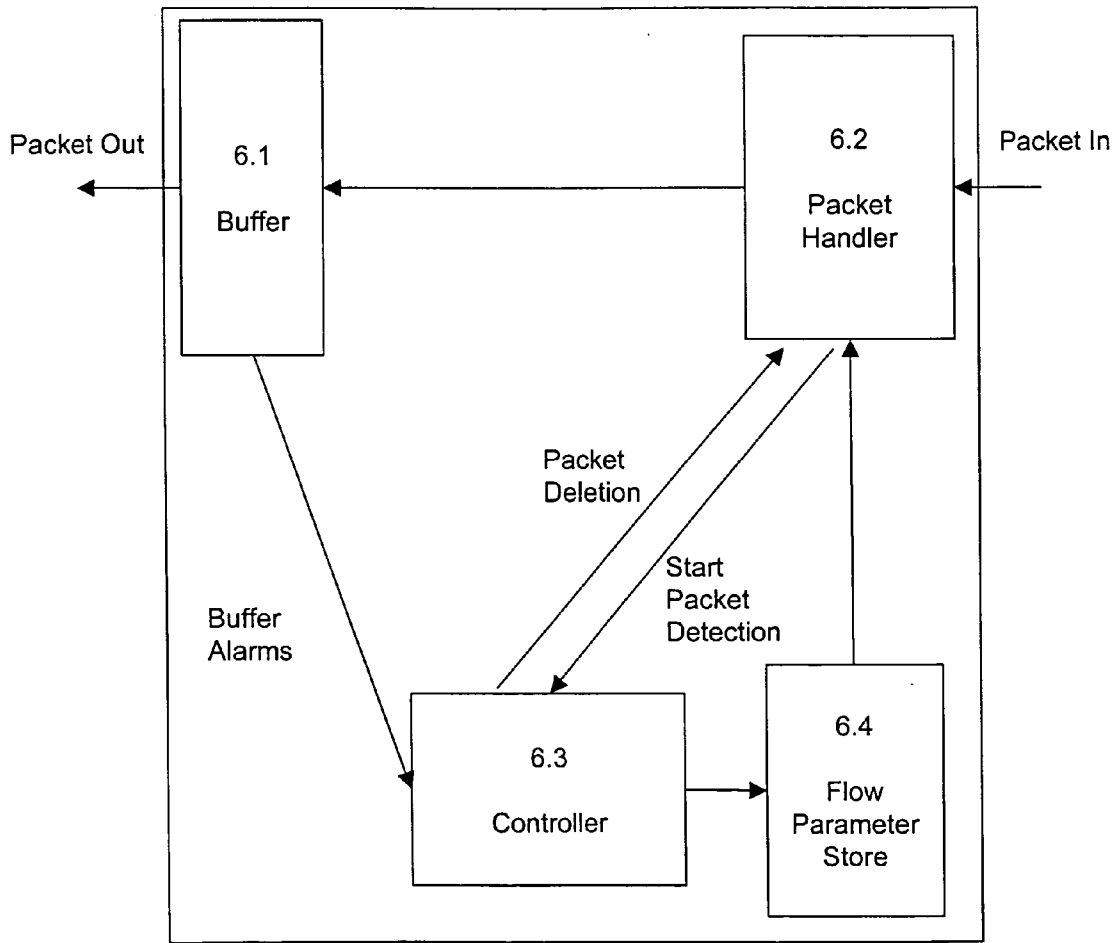 Packet Out
6.1
Buffer
6.2
Packet
Handler
Packet In
Packet
Deletion
Start
Packet
Detection
Buffer
Alarms
6.3
Controller
6.4
Flow
Parameter
Store